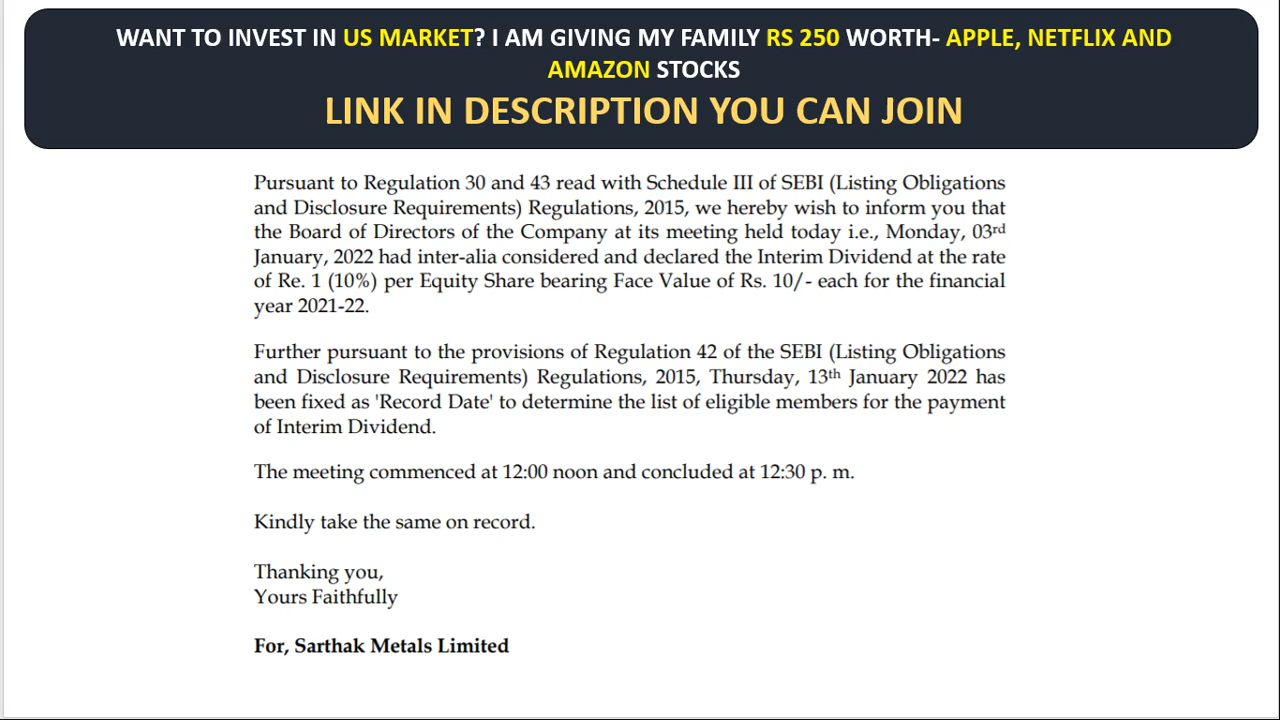 WANT TO INVEST IN US MARKET? I AM GIVING MY FAMILY RS 250 WORTH- APPLE, NETFLIX AND
AMAZON STOCKS
LINK IN DESCRIPTION YOU CAN JOIN
Pursuant to Regulation 30 and 43 read with Schedule III of SEBI (Listing Obligations
and Disclosure Requirements) Regulations, 2015, we hereby wish to inform you that
the Board of Directors of the Company at its meeting held today i.e., Monday, 03rd
January, 2022 had inter-alia considered and declared the Interim Dividend at the rate
of Re. 1 (10%) per Equity Share bearing Face Value of Rs. 10/- each for the financial
year 2021-22.
Further pursuant to the provisions of Regulation 42 of the SEBI (Listing Obligations
and Disclosure Requirements) Regulations, 2015, Thursday, 13th January 2022 has
been fixed as 'Record Date' to determine the list of eligible members for the payment
of Interim Dividend.
The meeting commenced at 12:00 noon and concluded at 12:30 p. m.
Kindly take the same on record.
Thanking you,
Yours Faithfully
For, Sarthak Metals Limited